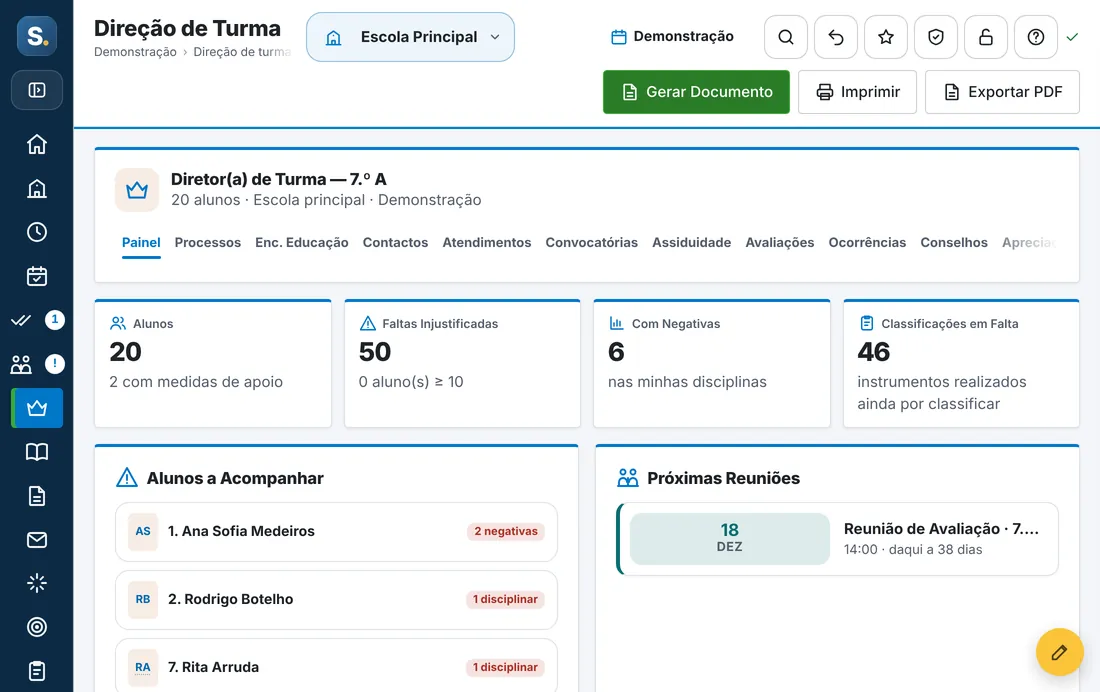 S.
Direção de Turma
Demonstração › Direção de turma
Escola Principal
Demonstração
Gerar Documento
Imprimir
Exportar PDF
1
!
Diretor(a) de Turma — 7.º A
20 alunos · Escola principal · Demonstração
Painel Processos Enc. Educação Contactos Atendimentos Convocatórias Assiduidade Avaliações Ocorrências Conselhos
Alunos
20
2 com medidas de apoio
Faltas Injustificadas
50
0 aluno(s) ≥ 10
Com Negativas
6
nas minhas disciplinas
Classificações em Falta
46
instrumentos realizados
ainda por classificar
Alunos a Acompanhar
AS 1. Ana Sofia Medeiros 2 negativas
RB 2. Rodrigo Botelho 1 disciplinar
RA 7. Rita Arruda 1 disciplinar
Próximas Reuniões
18
DEZ
Reunião de Avaliação · 7....
14:00 · daqui a 38 dias